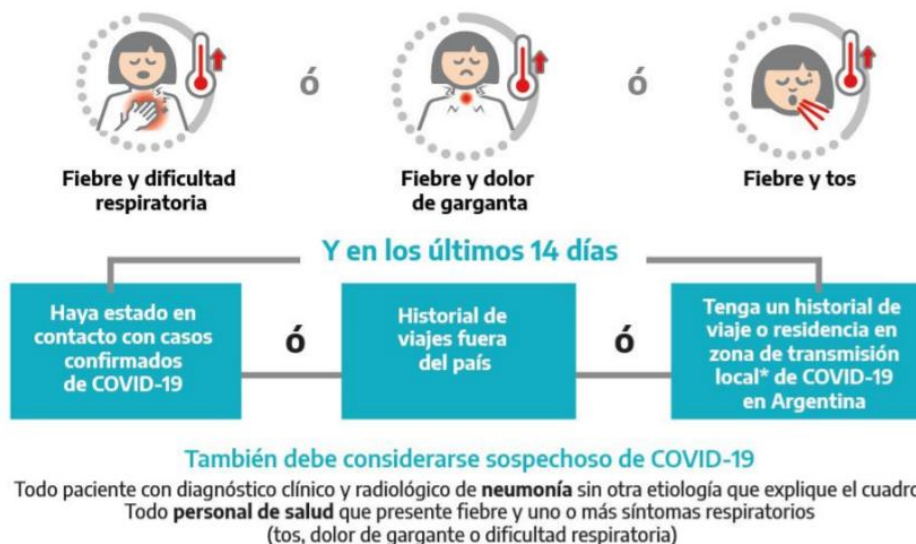 ó
ó
Fiebre y dificultad
respiratoria
Fiebre y dolor
de garganta
Fiebre y tos
Y en los últimos 14 días
Haya estado en
contacto con casos
confirmados
de COVID-19
ó
Historial de
viajes fuera
del país
ó
Tenga un historial de
viaje o residencia en
zona de transmisión
local* de COVID-19
en Argentina
También debe considerarse sospechoso de COVID-19
Todo paciente con diagnóstico clínico y radiológico de neumonía sin otra etiología que explique el cuadro
Todo personal de salud que presente fiebre y uno o más síntomas respiratorios
(tos, dolor de gargante o dificultad respiratoria)